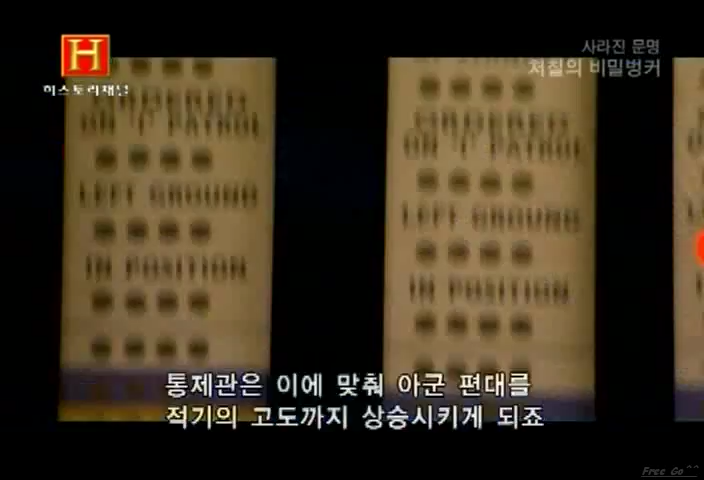 H
히스토리채널
사라진 문명
처칠의 비밀벙커
ORDERED
ON "I" PATROL
LEFT GROUND
IN POSITION
ORDERED
ON "I" PATROL
LEFT GROUND
IN POSITION
통제관은 이에 맞춰 아군 편대를
적기의 고도까지 상승시키게 되죠
Free Go^^